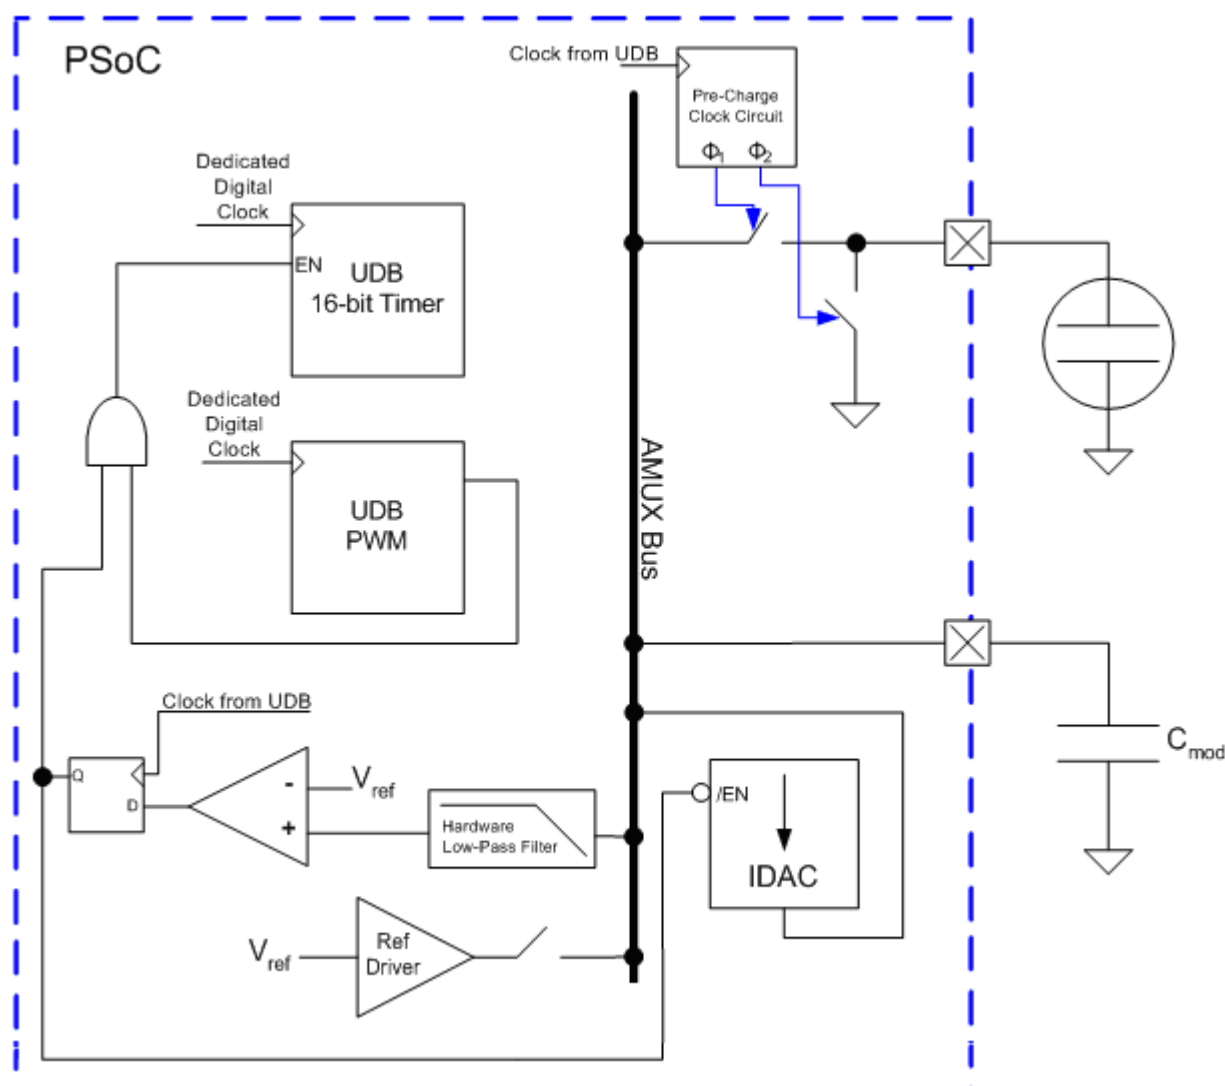 PSoC
Clock from UDB
Pre-Charge
Clock Circuit
Φ1 Φ2
Dedicated
Digital
Clock
EN
UDB
16-bit Timer
Dedicated
Digital
Clock
UDB
PWM
AMUX Bus
Clock from UDB
Q
D
-
+
Vref
Hardware
Low-Pass Filter
/EN
IDAC
Cmod
Vref
Ref
Driver